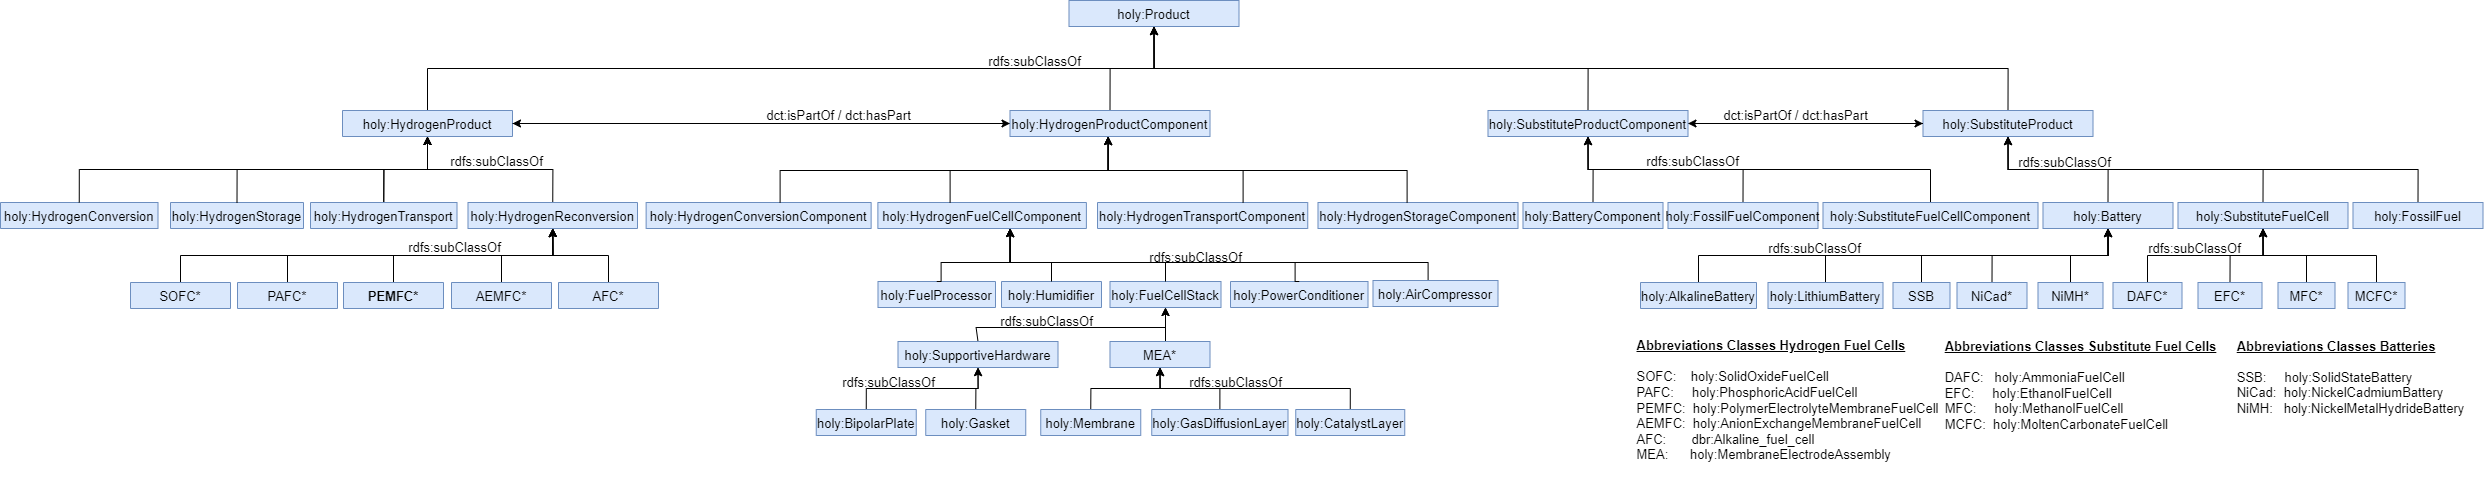 holy:Product
rdfs:subClassOf
holy:HydrogenProduct
dct:isPartOf / dct:hasPart
holy:HydrogenProductComponent
holy:SubstituteProductComponent
dct:isPartOf / dct:hasPart
holy:SubstituteProduct
rdfs:subClassOf
rdfs:subClassOf
rdfs:subClassOf
holy:HydrogenConversion
holy:HydrogenStorage
holy:HydrogenTransport
holy:HydrogenReconversion
holy:HydrogenConversionComponent
holy:HydrogenFuelCellComponent
holy:HydrogenTransportComponent
holy:HydrogenStorageComponent
holy:BatteryComponent
holy:FossilFuelComponent
holy:SubstituteFuelCellComponent
holy:Battery
holy:SubstituteFuelCell
holy:FossilFuel
rdfs:subClassOf
rdfs:subClassOf
rdfs:subClassOf
rdfs:subClassOf
SOFC*
PAFC*
PEMFC*
AEMFC*
AFC*
holy:FuelProcessor
holy:Humidifier
holy:FuelCellStack
holy:PowerConditioner
holy:AirCompressor
holy:AlkalineBattery
holy:LithiumBattery
SSB
NiCad*
NiMH*
DAFC*
EFC*
MFC*
MCFC*
rdfs:subClassOf
holy:SupportiveHardware
MEA*
rdfs:subClassOf
rdfs:subClassOf
holy:BipolarPlate
holy:Gasket
holy:Membrane
holy:GasDiffusionLayer
holy:CatalystLayer
Abbreviations Classes Hydrogen Fuel Cells
SOFC: holy:SolidOxideFuelCell
PAFC: holy:PhosphoricAcidFuelCell
PEMFC: holy:PolymerElectrolyteMembraneFuelCell
AEMFC: holy:AnionExchangeMembraneFuelCell
AFC: dbr:Alkaline_fuel_cell
MEA: holy:MembraneElectrodeAssembly
Abbreviations Classes Substitute Fuel Cells
DAFC: holy:AmmoniaFuelCell
EFC: holy:EthanolFuelCell
MFC: holy:MethanolFuelCell
MCFC: holy:MoltenCarbonateFuelCell
Abbreviations Classes Batteries
SSB: holy:SolidStateBattery
NiCad: holy:NickelCadmiumBattery
NiMH: holy:NickelMetalHydrideBattery